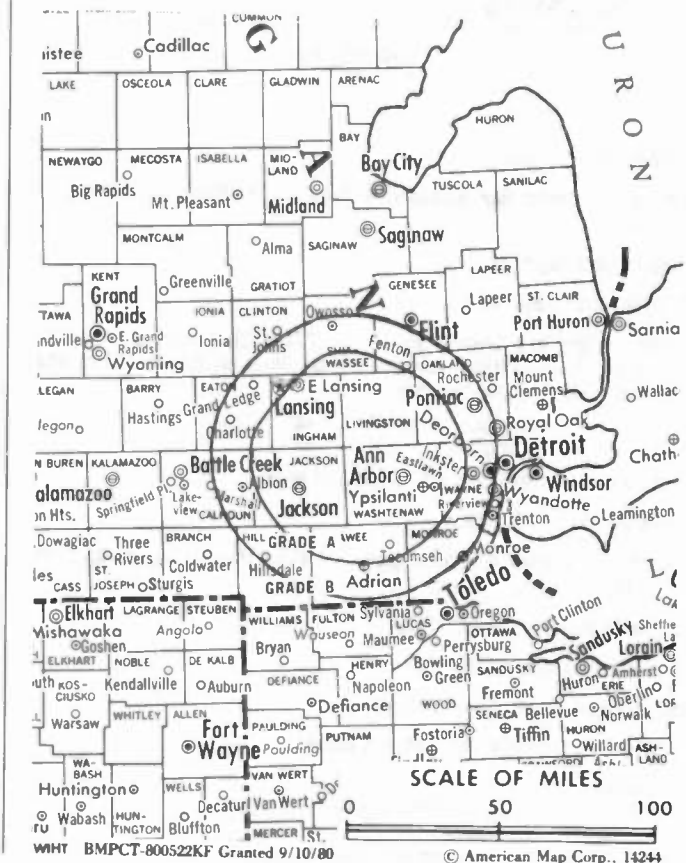 COMMON
G
U
istee
Cadillac
R
LAKE
OSCEOLA
CLARE
GLADWIN
ARENAC
O
HURON
N
BAY
NEWAYGO
MECOSTA
ISABELLA
MID-
LAND
A
Bay City
Big Rapids
Mt. Pleasant
Midland
TUSCOLA
SANILAC
Saginaw
MONTCALM
Alma
SAGINAW
KENT
Greenville
GRATIOT
N
GENESEE
LAPEER
Grand
Rapids
TAWA
IONIA
CLINTON
Owosso
Lapeer
ST. CLAIR
ndville
E. Grand
Rapids
Ionia
St.
Johns
Flint
Port Huron
Sarnia
Wyoming
WASSEE
Fenton
OAKLAND
MACOMB
LLEGAN
BARRY
EATON
E Lansing
Rochester
Mount
Clemens
Wallac
Hastings
Grand Ledge
Lansing
Pontiac
legan
Charlotte
INGHAM
LIVINGSTON
Dearborn
Royal Oak
Detroit
N BUREN
KALAMAZOO
Battle Creek
JACKSON
Ann
Arbor
Inkster
Eastlawn
Chath
Windsor
alamazoo
Springfield Pl
Lake-
view
Marshall
Albion
Jackson
Ypsilanti
WAYNE
Wyandotte
on Hts.
CALHOUN
WASHTENAW
Riverview
Trenton
Leamington
Dowagiac
Three
Rivers
BRANCH
HILL
GRADE A
AWEE
MONROE
Coldwater
Hillsdale
Tecumseh
Monroe
les
CASS
ST.
JOSEPH
Sturgis
GRADE B
Adrian
Toledo
L
Elkhart
LAGRANGE
STEUBEN
WILLIAMS
FULTON
Sylvania
LUCAS
Oregon
Mishawaka
Angola
Wauseon
Maumee
OTTAWA
Port Clinton
Goshen
Bryan
Perrysburg
Sandusky
Lorain
ELKHART
NOBLE
DE KALB
HENRY
Bowling
Green
SANDUSKY
Huron
Amherst
outh
KOS-
CIUSKO
Kendallville
Auburn
DEFIANCE
Napoleon
Fremont
ERIE
Oberlin
WHITLEY
ALLEN
Defiance
WOOD
SENECA
Bellevue
Norwalk
Warsaw
Fort
Wayne
PAULDING
PUTNAM
Fostoria
Tiffin
HURON
Paulding
Willard
ASH-
LAND
WA-
BASH
VAN WERT
SCALE OF MILES
Huntington
WELLS
Decatur
Van Wert
Wabash
HUN-
TINGTON
Bluffton
MERCER
St.
0 50 100
WIHT BMPCT-800522KF Granted 9/10/80
© American Map Corp., 14244